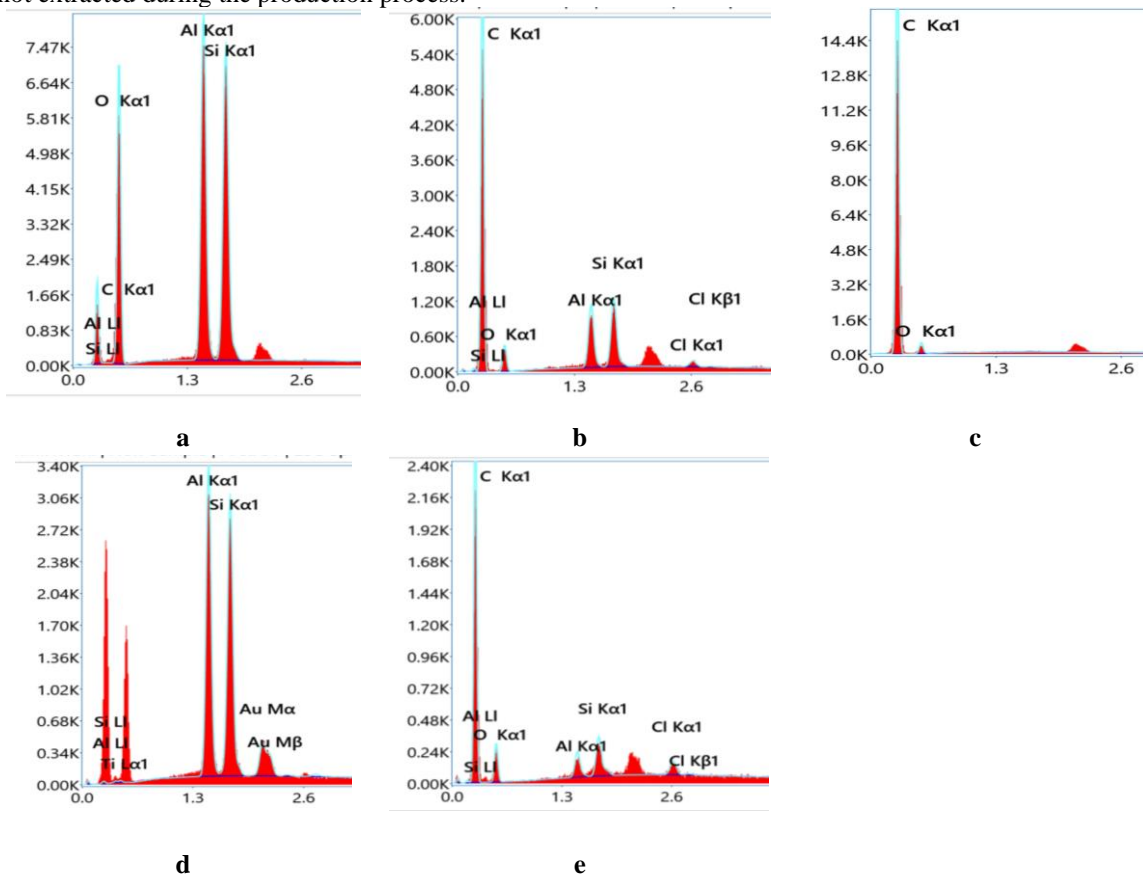 not extracted during the production process.
7.47K
6.64K
5.81K
4.98K
4.15K
3.32K
2.49K
1.66K
0.83K
0.00K
0.0 1.3 2.6
Al Kα1
Si Kα1
O Kα1
C Kα1
Al Ll
Si Ll
a
6.00K
5.40K
4.80K
4.20K
3.60K
3.00K
2.40K
1.80K
1.20K
0.60K
0.00K
0.0 1.3 2.6
C Kα1
Si Kα1
Al Ll
Al Kα1
Cl Kβ1
O Kα1
Cl Kα1
Si Ll
b
14.4K
12.8K
11.2K
9.6K
8.0K
6.4K
4.8K
3.2K
1.6K
0.0K
0.0 1.3 2.6
C Kα1
O Kα1
c
3.40K
3.06K
2.72K
2.38K
2.04K
1.70K
1.36K
1.02K
0.68K
0.34K
0.00K
0.0 1.3 2.6
Al Kα1
Si Kα1
Au Mα
Si Ll
Al Ll
Au Mβ
Ti Lα1
d
2.40K
2.16K
1.92K
1.68K
1.44K
1.20K
0.96K
0.72K
0.48K
0.24K
0.00K
0.0 1.3 2.6
C Kα1
Al Ll
Si Kα1
Cl Kα1
O Kα1
Al Kα1
Cl Kβ1
Si Ll
e